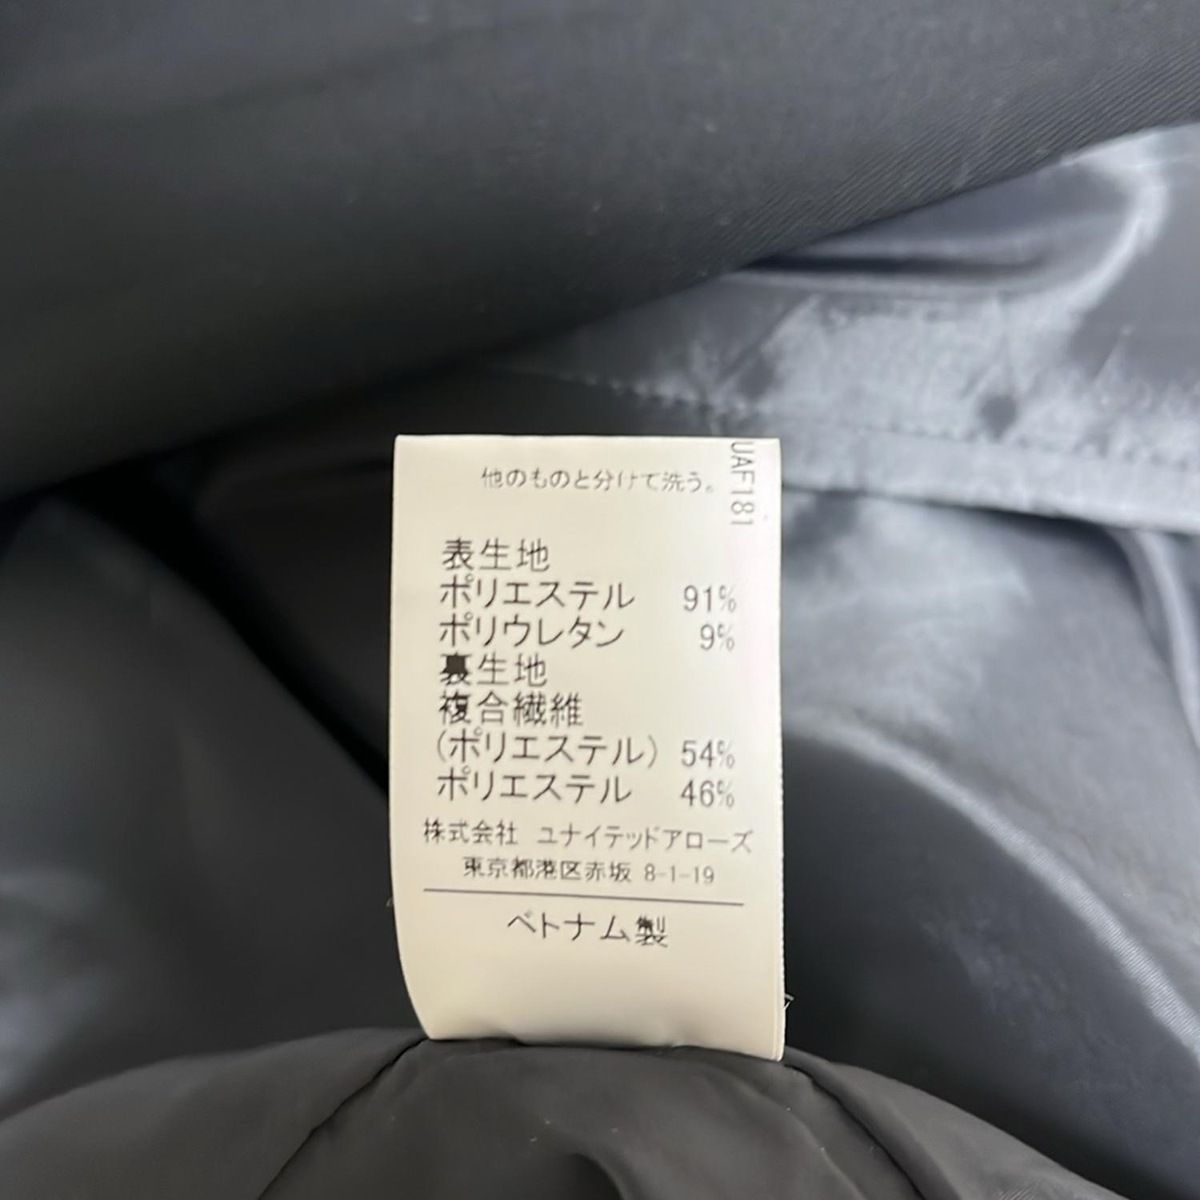 他のものと分けて洗う。
UAF181
表生地
ポリエステル 91%
ポリウレタン 9%
裏生地
複合繊維
(ポリエステル) 54%
ポリエステル 46%
株式会社 ユナイテッドアローズ
東京都港区赤坂 8-1-19
ベトナム製